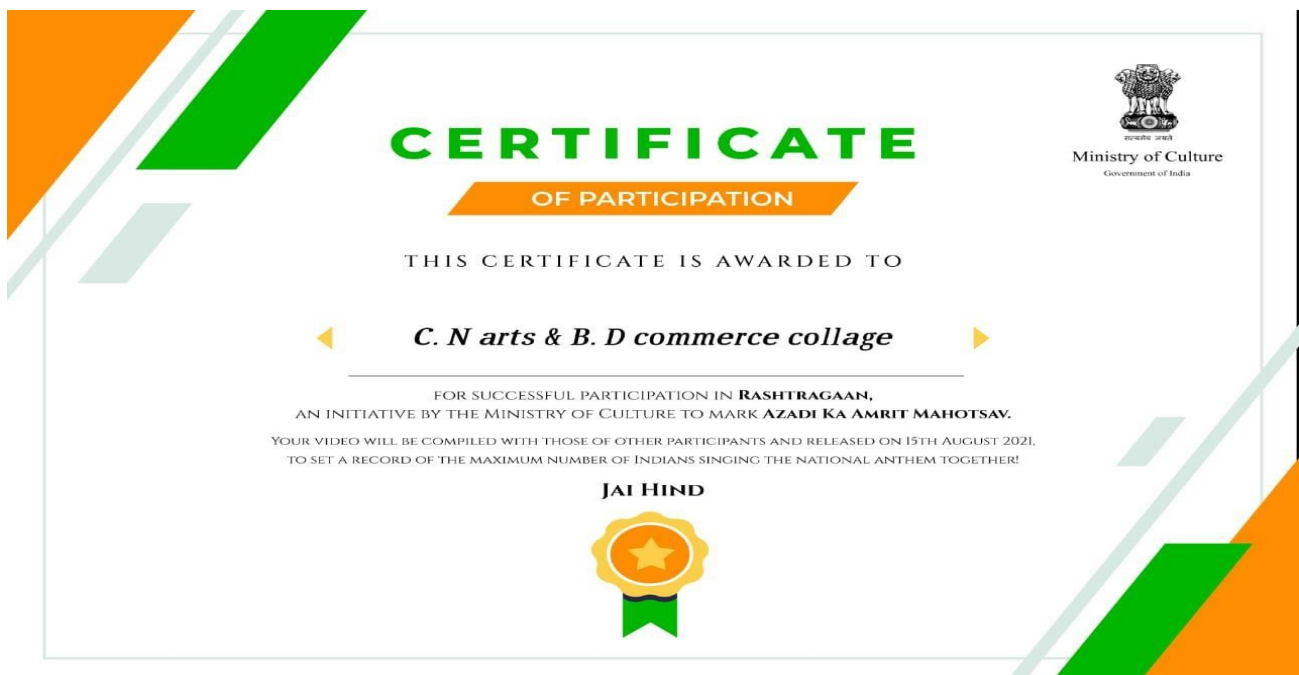 CERTIFICATE
OF PARTICIPATION
सत्यमेव जयते
Ministry of Culture
Government of India
THIS CERTIFICATE IS AWARDED TO
C. N arts & B. D commerce collage
FOR SUCCESSFUL PARTICIPATION IN RASHTRAGAAN,
AN INITIATIVE BY THE MINISTRY OF CULTURE TO MARK AZADI KA AMRIT MAHOTSAV.
YOUR VIDEO WILL BE COMPILED WITH THOSE OF OTHER PARTICIPANTS AND RELEASED ON 15TH AUGUST 2021,
TO SET A RECORD OF THE MAXIMUM NUMBER OF INDIANS SINGING THE NATIONAL ANTHEM TOGETHER!
JAI HIND